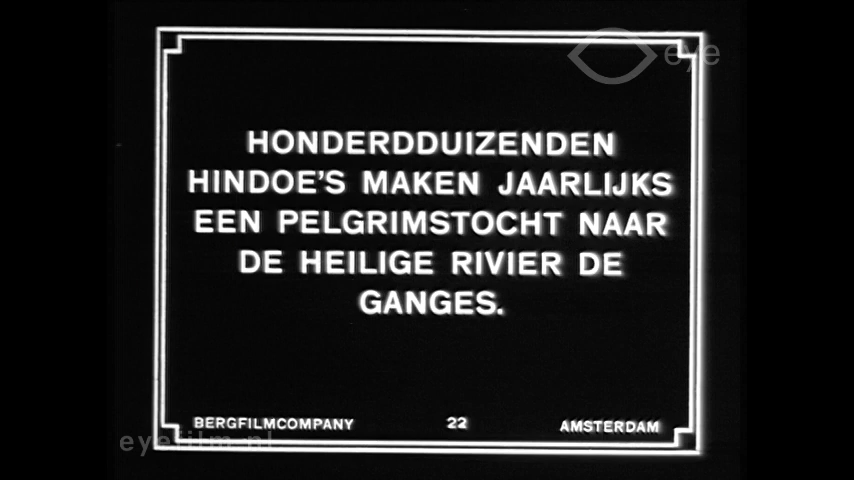 eye
HONDERDDUIZENDEN
HINDOE'S MAKEN JAARLIJKS
EEN PELGRIMSTOCHT NAAR
DE HEILIGE RIVIER DE
GANGES.
BERGFILMCOMPANY 22 AMSTERDAM
eyefilm.nl